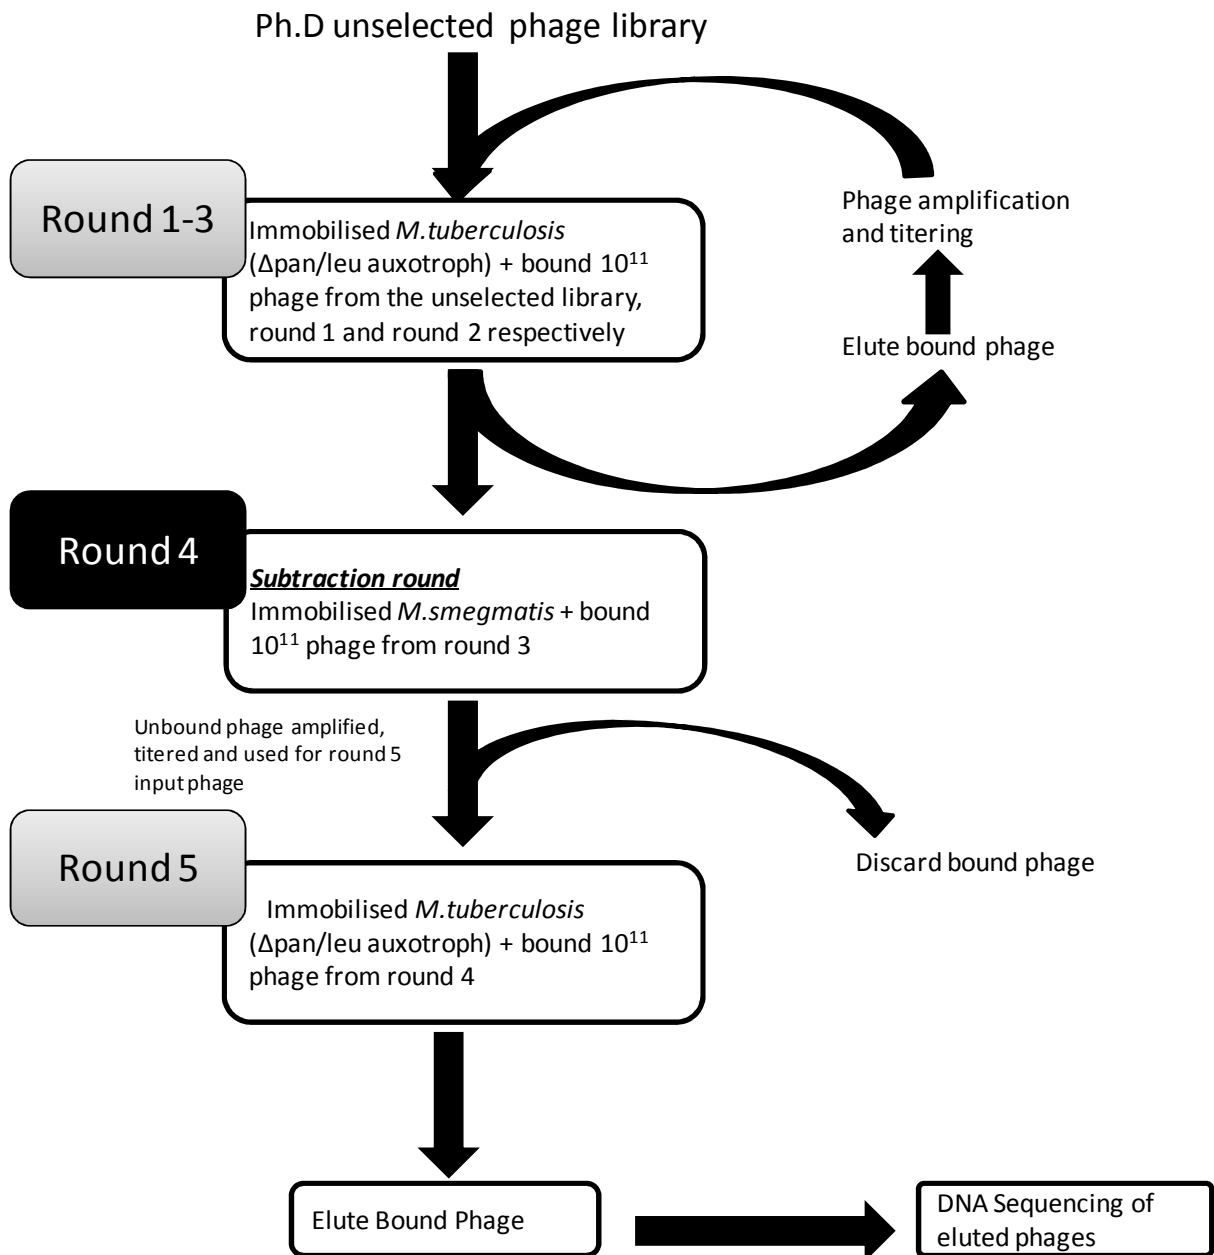 Ph.D unselected phage library
Round 1-3
Immobilised M.tuberculosis
(Δpan/leu auxotroph) + bound 10¹¹
phage from the unselected library,
round 1 and round 2 respectively
Phage amplification
and titering
Elute bound phage
Round 4
Subtraction round
Immobilised M.smegmatis + bound
10¹¹ phage from round 3
Unbound phage amplified,
titered and used for round 5
input phage
Discard bound phage
Round 5
Immobilised M.tuberculosis
(Δpan/leu auxotroph) + bound 10¹¹
phage from round 4
Elute Bound Phage
DNA Sequencing of
eluted phages